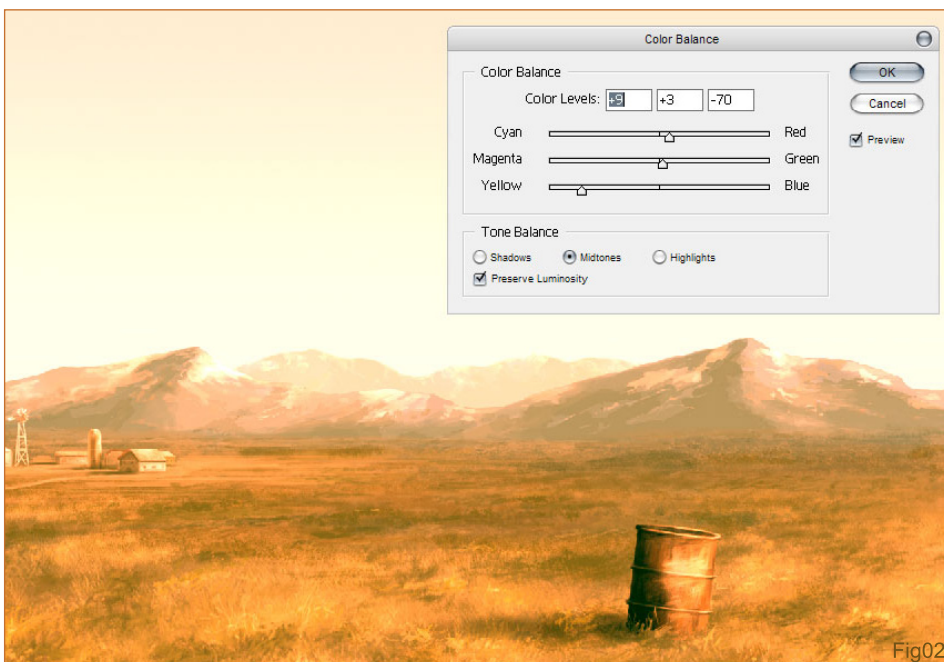 Color Balance
Color Balance
Color Levels: +9 +3 -70
Cyan Red
Magenta Green
Yellow Blue
Tone Balance
Shadows Midtones Highlights
Preserve Luminosity
OK
Cancel
Preview
Fig02